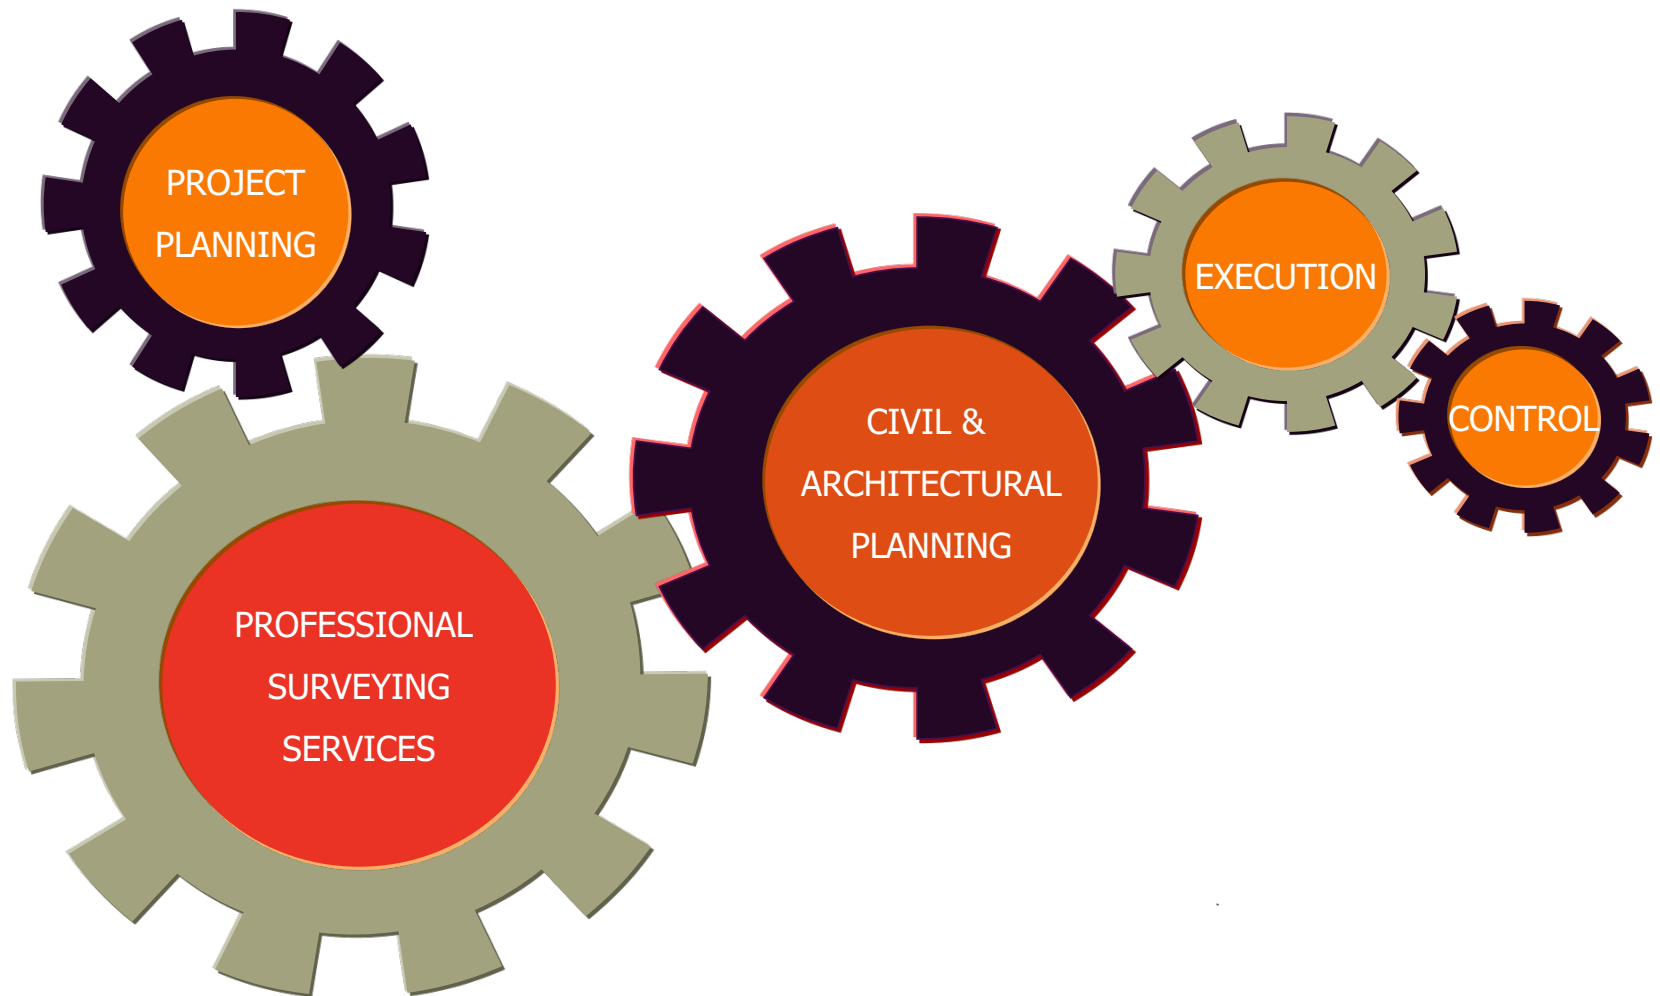 PROJECT
PLANNING
PROFESSIONAL
SURVEYING
SERVICES
CIVIL &
ARCHITECTURAL
PLANNING
EXECUTION
CONTROL